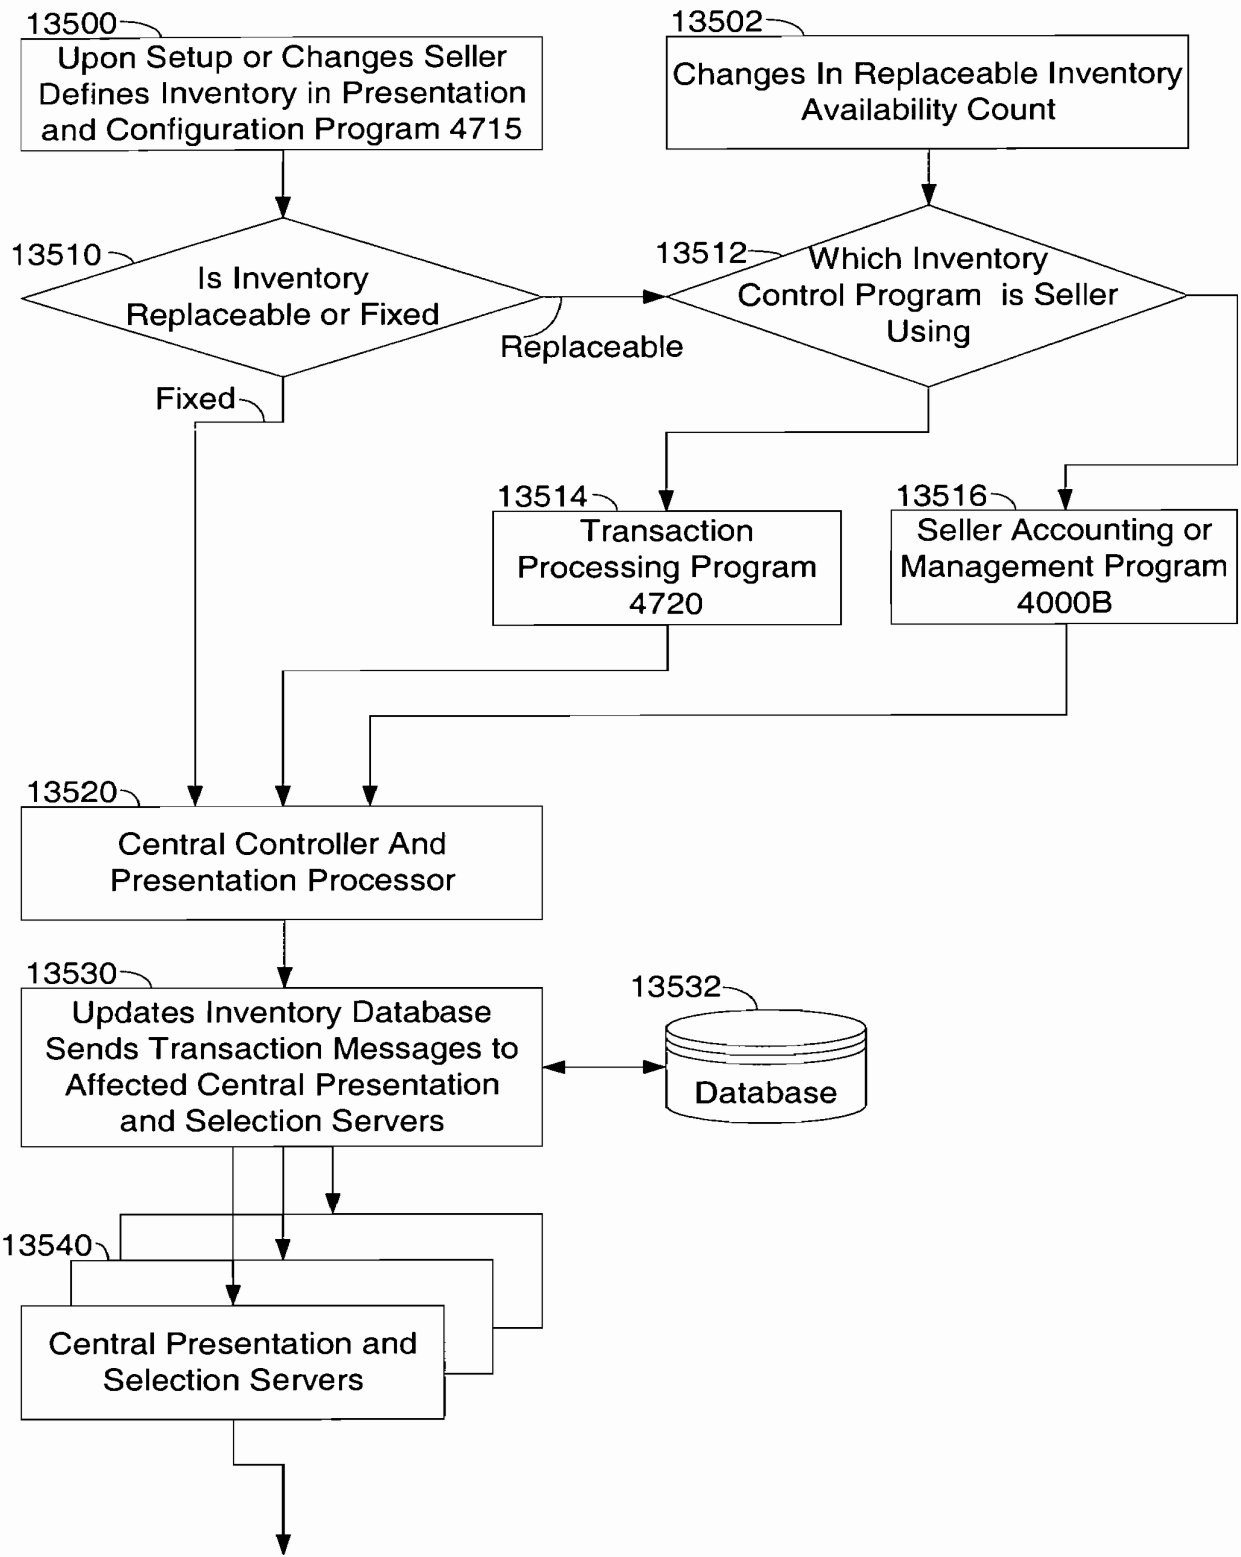 13500
Upon Setup or Changes Seller
Defines Inventory in Presentation
and Configuration Program 4715
13502
Changes In Replaceable Inventory
Availability Count
13510
Is Inventory
Replaceable or Fixed
Replaceable
Fixed
13512
Which Inventory
Control Program is Seller
Using
13514
Transaction
Processing Program
4720
13516
Seller Accounting or
Management Program
4000B
13520
Central Controller And
Presentation Processor
13530
Updates Inventory Database
Sends Transaction Messages to
Affected Central Presentation
and Selection Servers
13532
Database
13540
Central Presentation and
Selection Servers